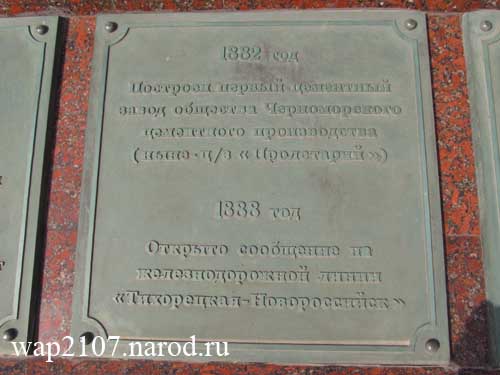 1882 год
Построен первый цементный
завод общества Черноморского
цементного производства
(ныне ц/з «Пролетарий»)
1888 год
Открыто сообщение на
железнодорожной линии
«Тихорецкая-Новороссийск»
wap2107.narod.ru